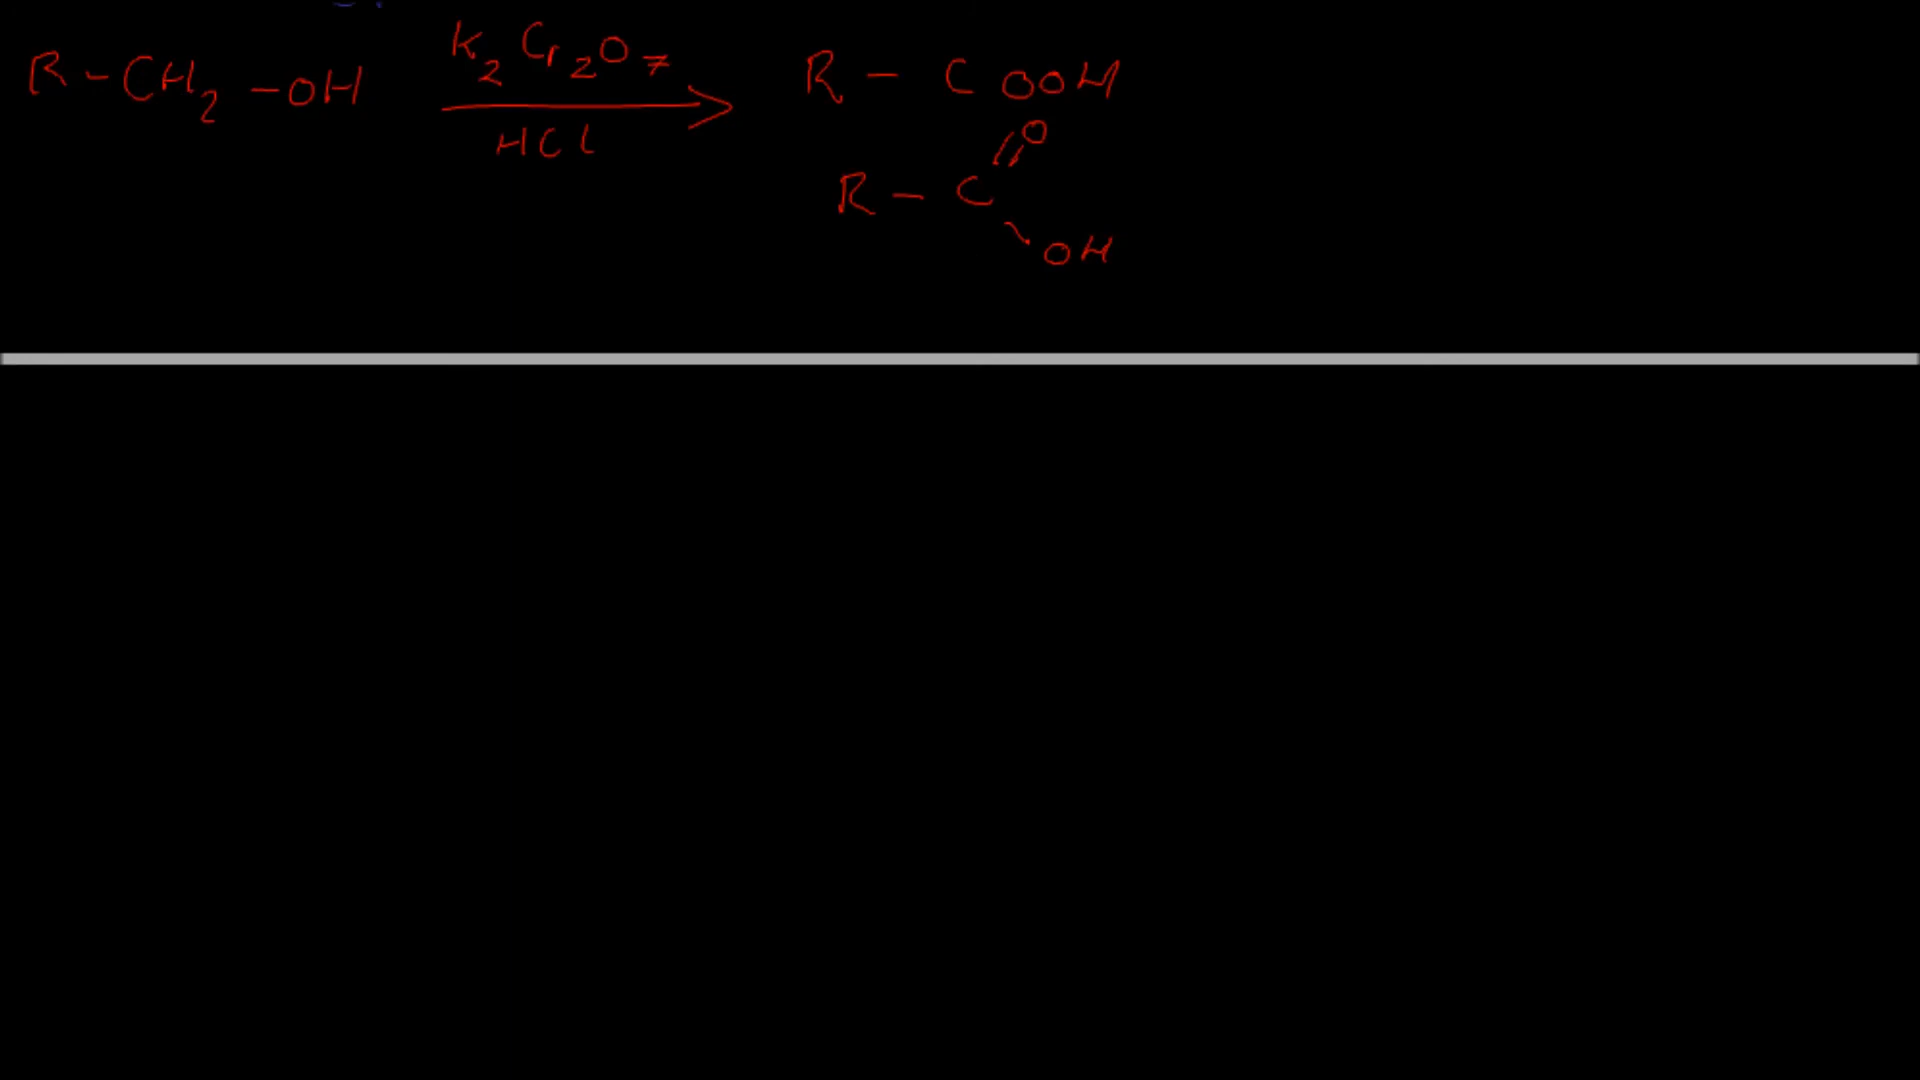 R-CH2-OH K2Cr2O7 R-COOH
HCl
O
R-C
OH